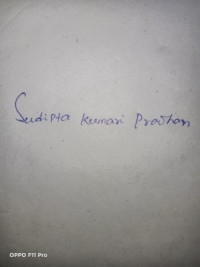 Sudipta Kumari Pradhan
OPPO F11 Pro